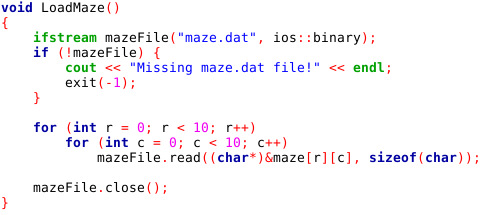 void LoadMaze()
{
    ifstream mazeFile("maze.dat", ios::binary);
    if (!mazeFile) {
        cout << "Missing maze.dat file!" << endl;
        exit(-1);
    }

    for (int r = 0; r < 10; r++)
        for (int c = 0; c < 10; c++)
            mazeFile.read((char*)&maze[r][c], sizeof(char));

    mazeFile.close();
}